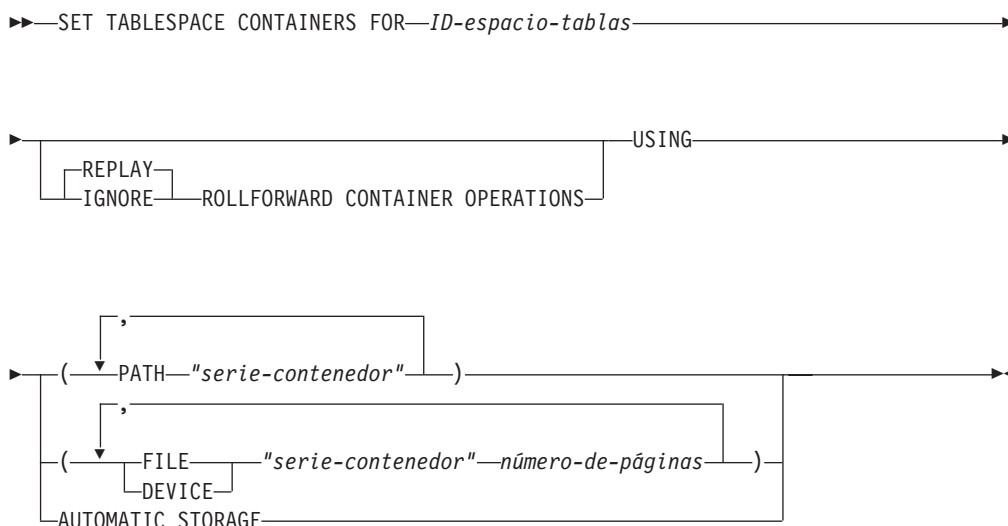 SET TABLESPACE CONTAINERS FOR ID-espacio-tablas
USING
REPLAY
IGNORE ROLLFORWARD CONTAINER OPERATIONS
,
( PATH "serie-contenedor" )
,
( FILE "serie-contenedor" número-de-páginas )
DEVICE
AUTOMATIC STORAGE